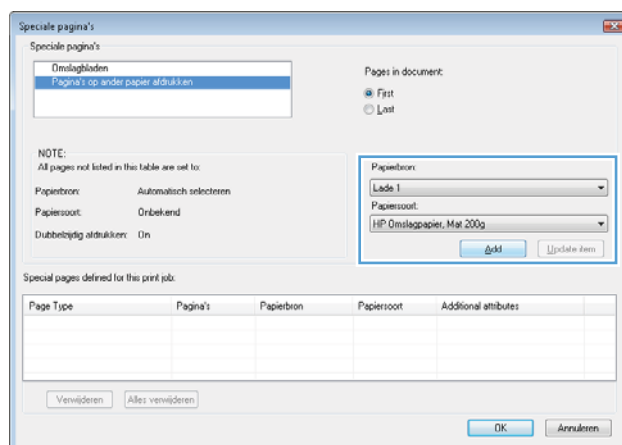 Speciale pagina's
Speciale pagina's
Omslagbladen
Pagina's op ander papier afdrukken
Pages in document:
First
Last
NOTE:
All pages not listed in this table are set to:
Papierbron: Automatisch selecteren
Papiersoort: Onbekend
Dubbelzijdig afdrukken: On
Papierbron:
Lade 1
Papiersoort:
HP Omslagpapier, Mat 200g
Add Update item
Special pages defined for this print job:
Page Type Pagina's Papierbron Papiersoort Additional attributes
Verwijderen Alles verwijderen
OK Annuleren